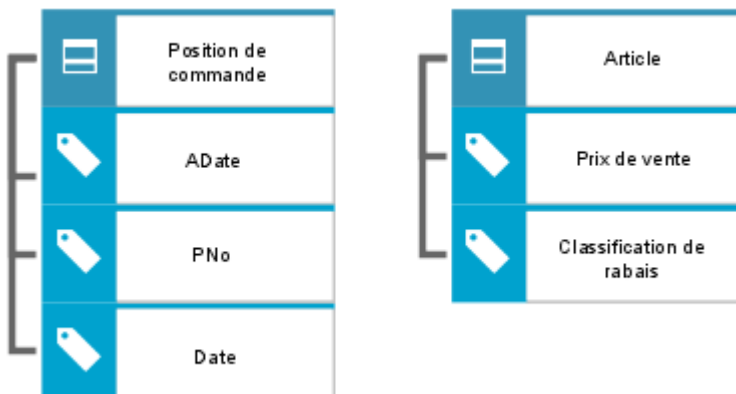 Position de
commande
ADate
PNo
Date
Article
Prix de vente
Classification de
rabais